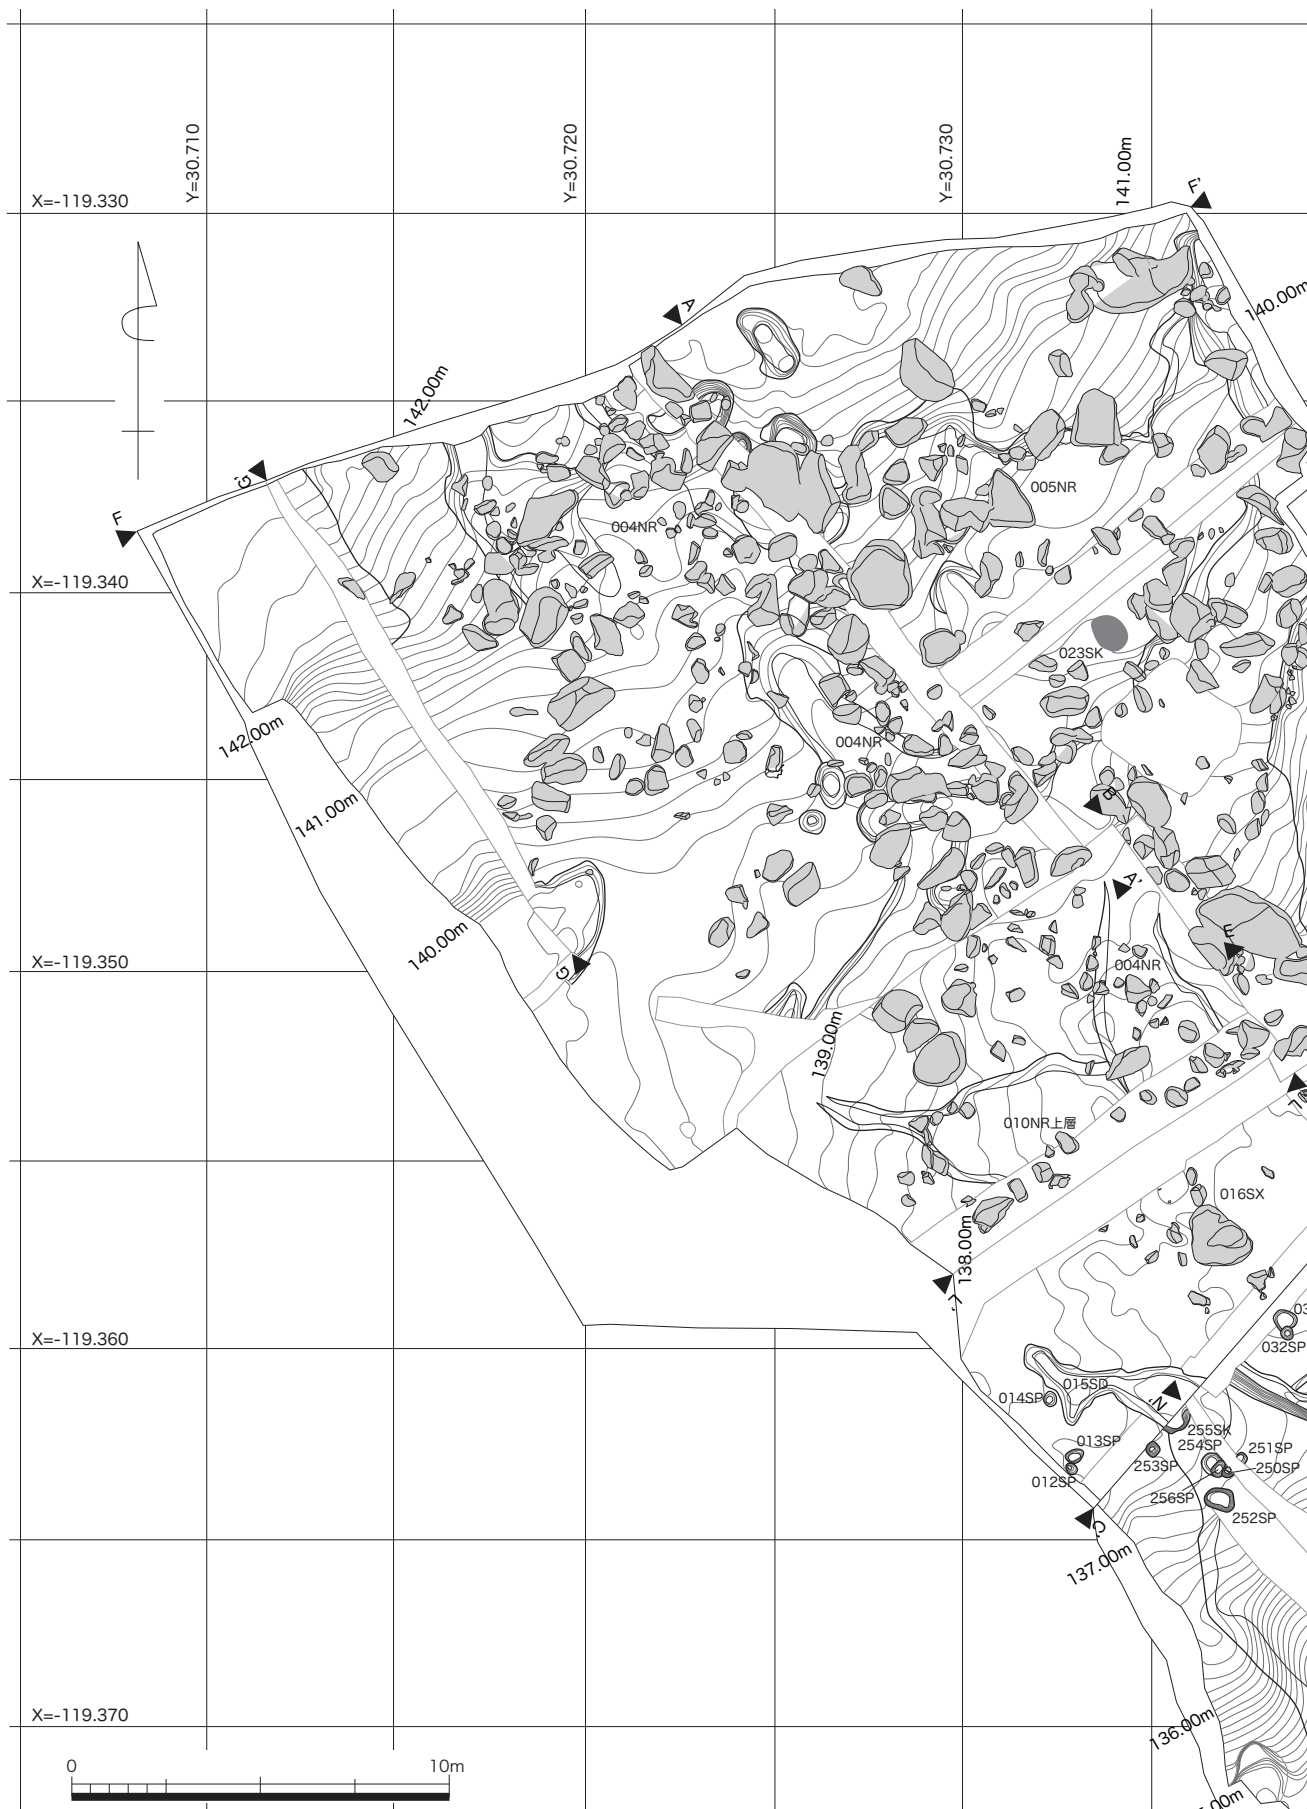 Y=30.710
Y=30.720
Y=30.730
141.00m
X=-119.330
F'
140.00m
A
142.00m
G'
F
005NR
004NR
X=-119.340
023SK
142.00m
004NR
B
141.00m
A'
E
140.00m
004NR
X=-119.350
G
139.00m
L
010NR上層
016SX
138.00m
L'
03
032SP
X=-119.360
015SD
014SP
N'
255SK
013SP
254SP
251SP
253SP
250SP
012SP
256SP
252SP
C'
137.00m
X=-119.370
136.00m
0
10m
.00m